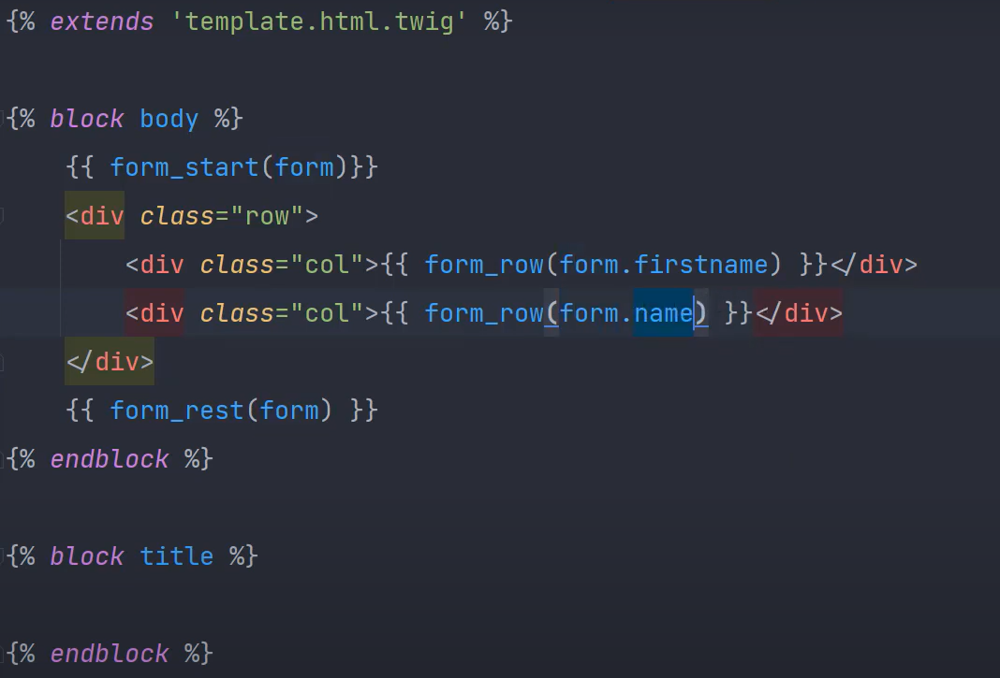 {% extends 'template.html.twig' %}
{% block body %}
{{ form_start(form)}}
<div class="row">
<div class="col">{{ form_row(form.firstname) }}</div>
<div class="col">{{ form_row(form.name) }}</div>
</div>
{{ form_rest(form) }}
{% endblock %}
{% block title %}
{% endblock %}